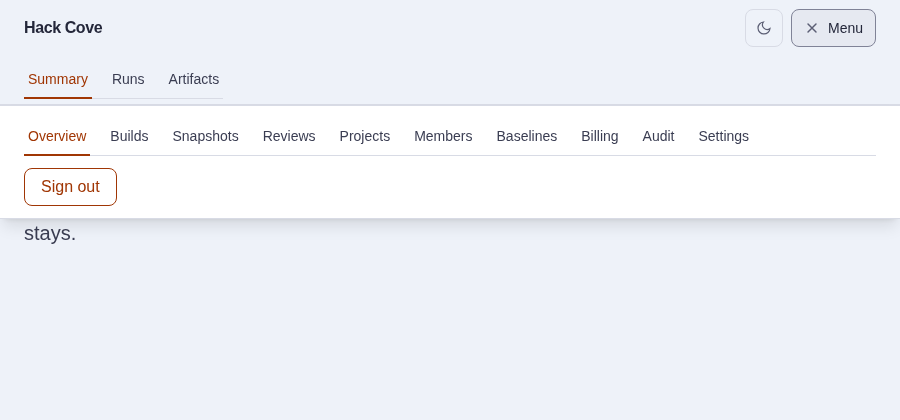 Hack Cove
Menu
Summary Runs Artifacts
Overview Builds Snapshots Reviews Projects Members Baselines Billing Audit Settings
Sign out
stays.